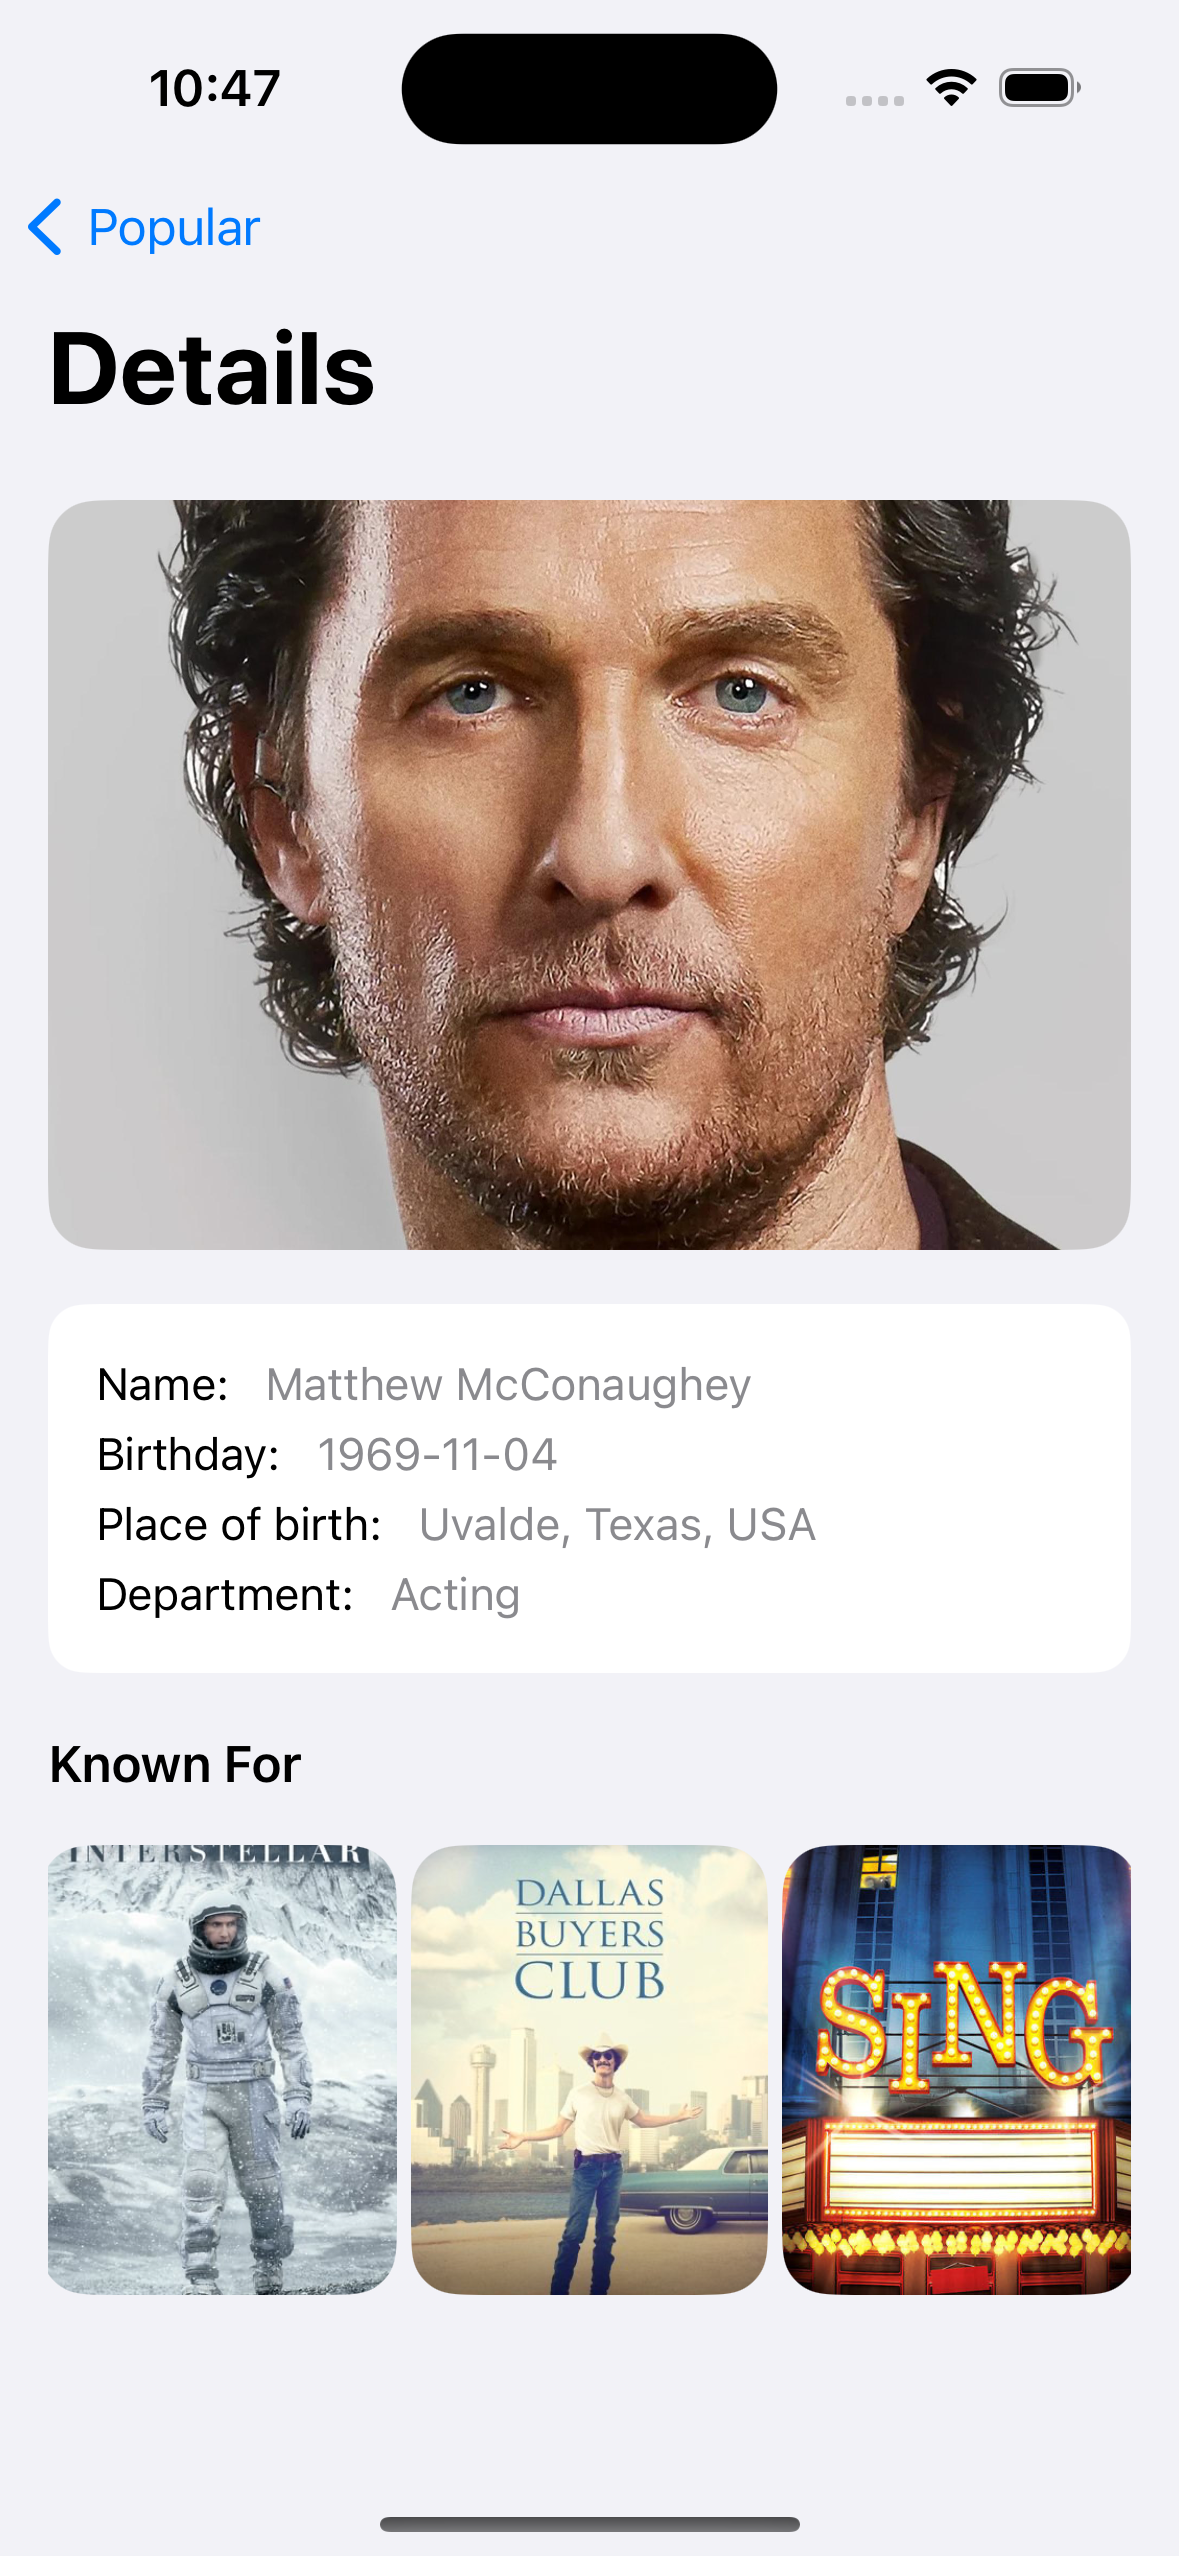 10:47
Popular
Details
Name: Matthew McConaughey
Birthday: 1969-11-04
Place of birth: Uvalde, Texas, USA
Department: Acting
Known For
INTERSTELLAR
DALLAS
BUYERS
CLUB
SING